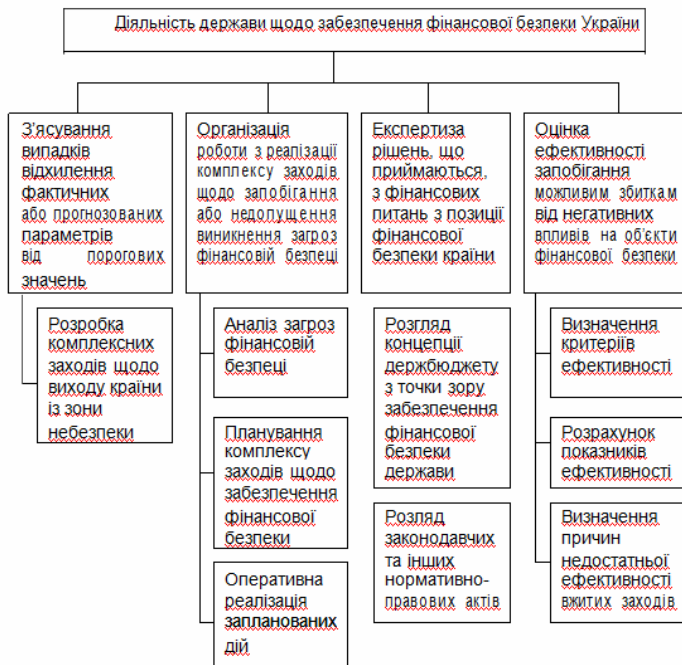 Діяльність держави щодо забезпечення фінансової безпеки України
З'ясування
випадків
відхилення
фактичних
або прогнозованих
параметрів
від порогових
значень
Розробка
комплексних
заходів щодо
виходу країни
із зони
небезпеки
Організація
роботи з реалізації
комплексу заходів
щодо запобігання
або недопущення
виникнення загроз
фінансовій безпеці
Аналіз загроз
фінансовій
безпеці
Планування
комплексу
заходів щодо
забезпечення
фінансової
безпеки
Оперативна
реалізація
запланованих
дій
Експертиза
рішень, що
приймаються,
з фінансових
питань з позиції
фінансової
безпеки країни
Розгляд
концепції
держбюджету
з точки зору
забезпечення
фінансової
безпеки
держави
Розляд
законодавчих
та інших
нормативно-
правових актів
Оцінка
ефективності
запобігання
можливим збиткам
від негативних
впливів на об'єкти
фінансової безпеки
Визначення
критеріїв
ефективності
Розрахунок
показників
ефективності
Визначення
причин
недостатньої
ефективності
вжитих заходів